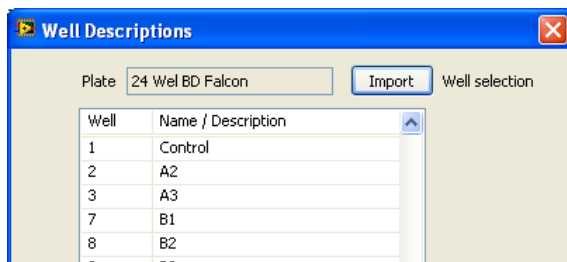 Well Descriptions
Plate 24 Wel BD Falcon Import Well selection
Well Name / Description
1 Control
2 A2
3 A3
7 B1
8 B2